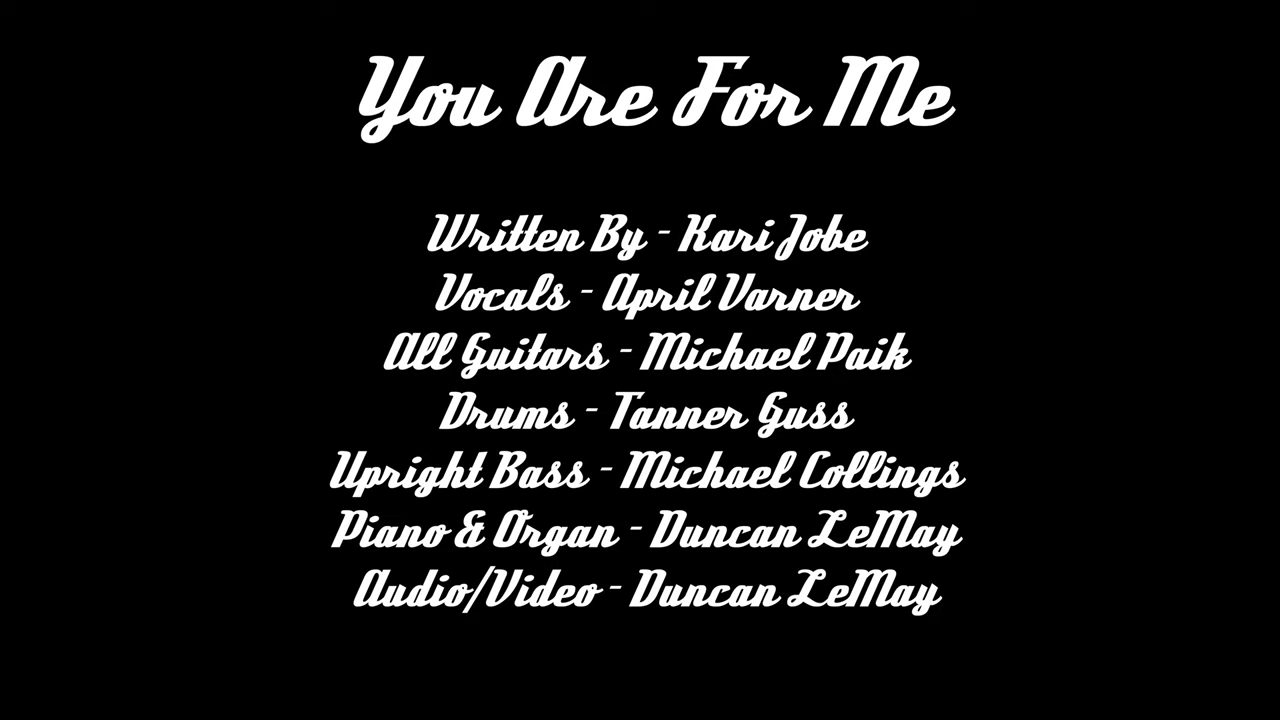 You Are For Me
Written By - Kari Jobe
Vocals - April Varner
All Guitars - Michael Paik
Drums - Tanner Guss
Upright Bass - Michael Collings
Piano & Organ - Duncan LeMay
Audio/Video - Duncan LeMay